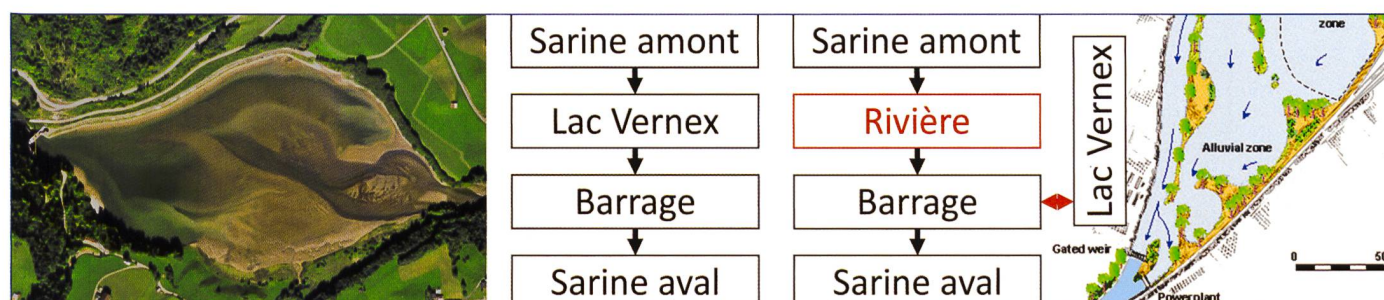 Sarine amont
Lac Vernex
Barrage
Sarine aval
Sarine amont
Rivière
Barrage
Sarine aval
Lac Vernex
zone
Alluvial zone
Gated weir
Powerplant
0
50